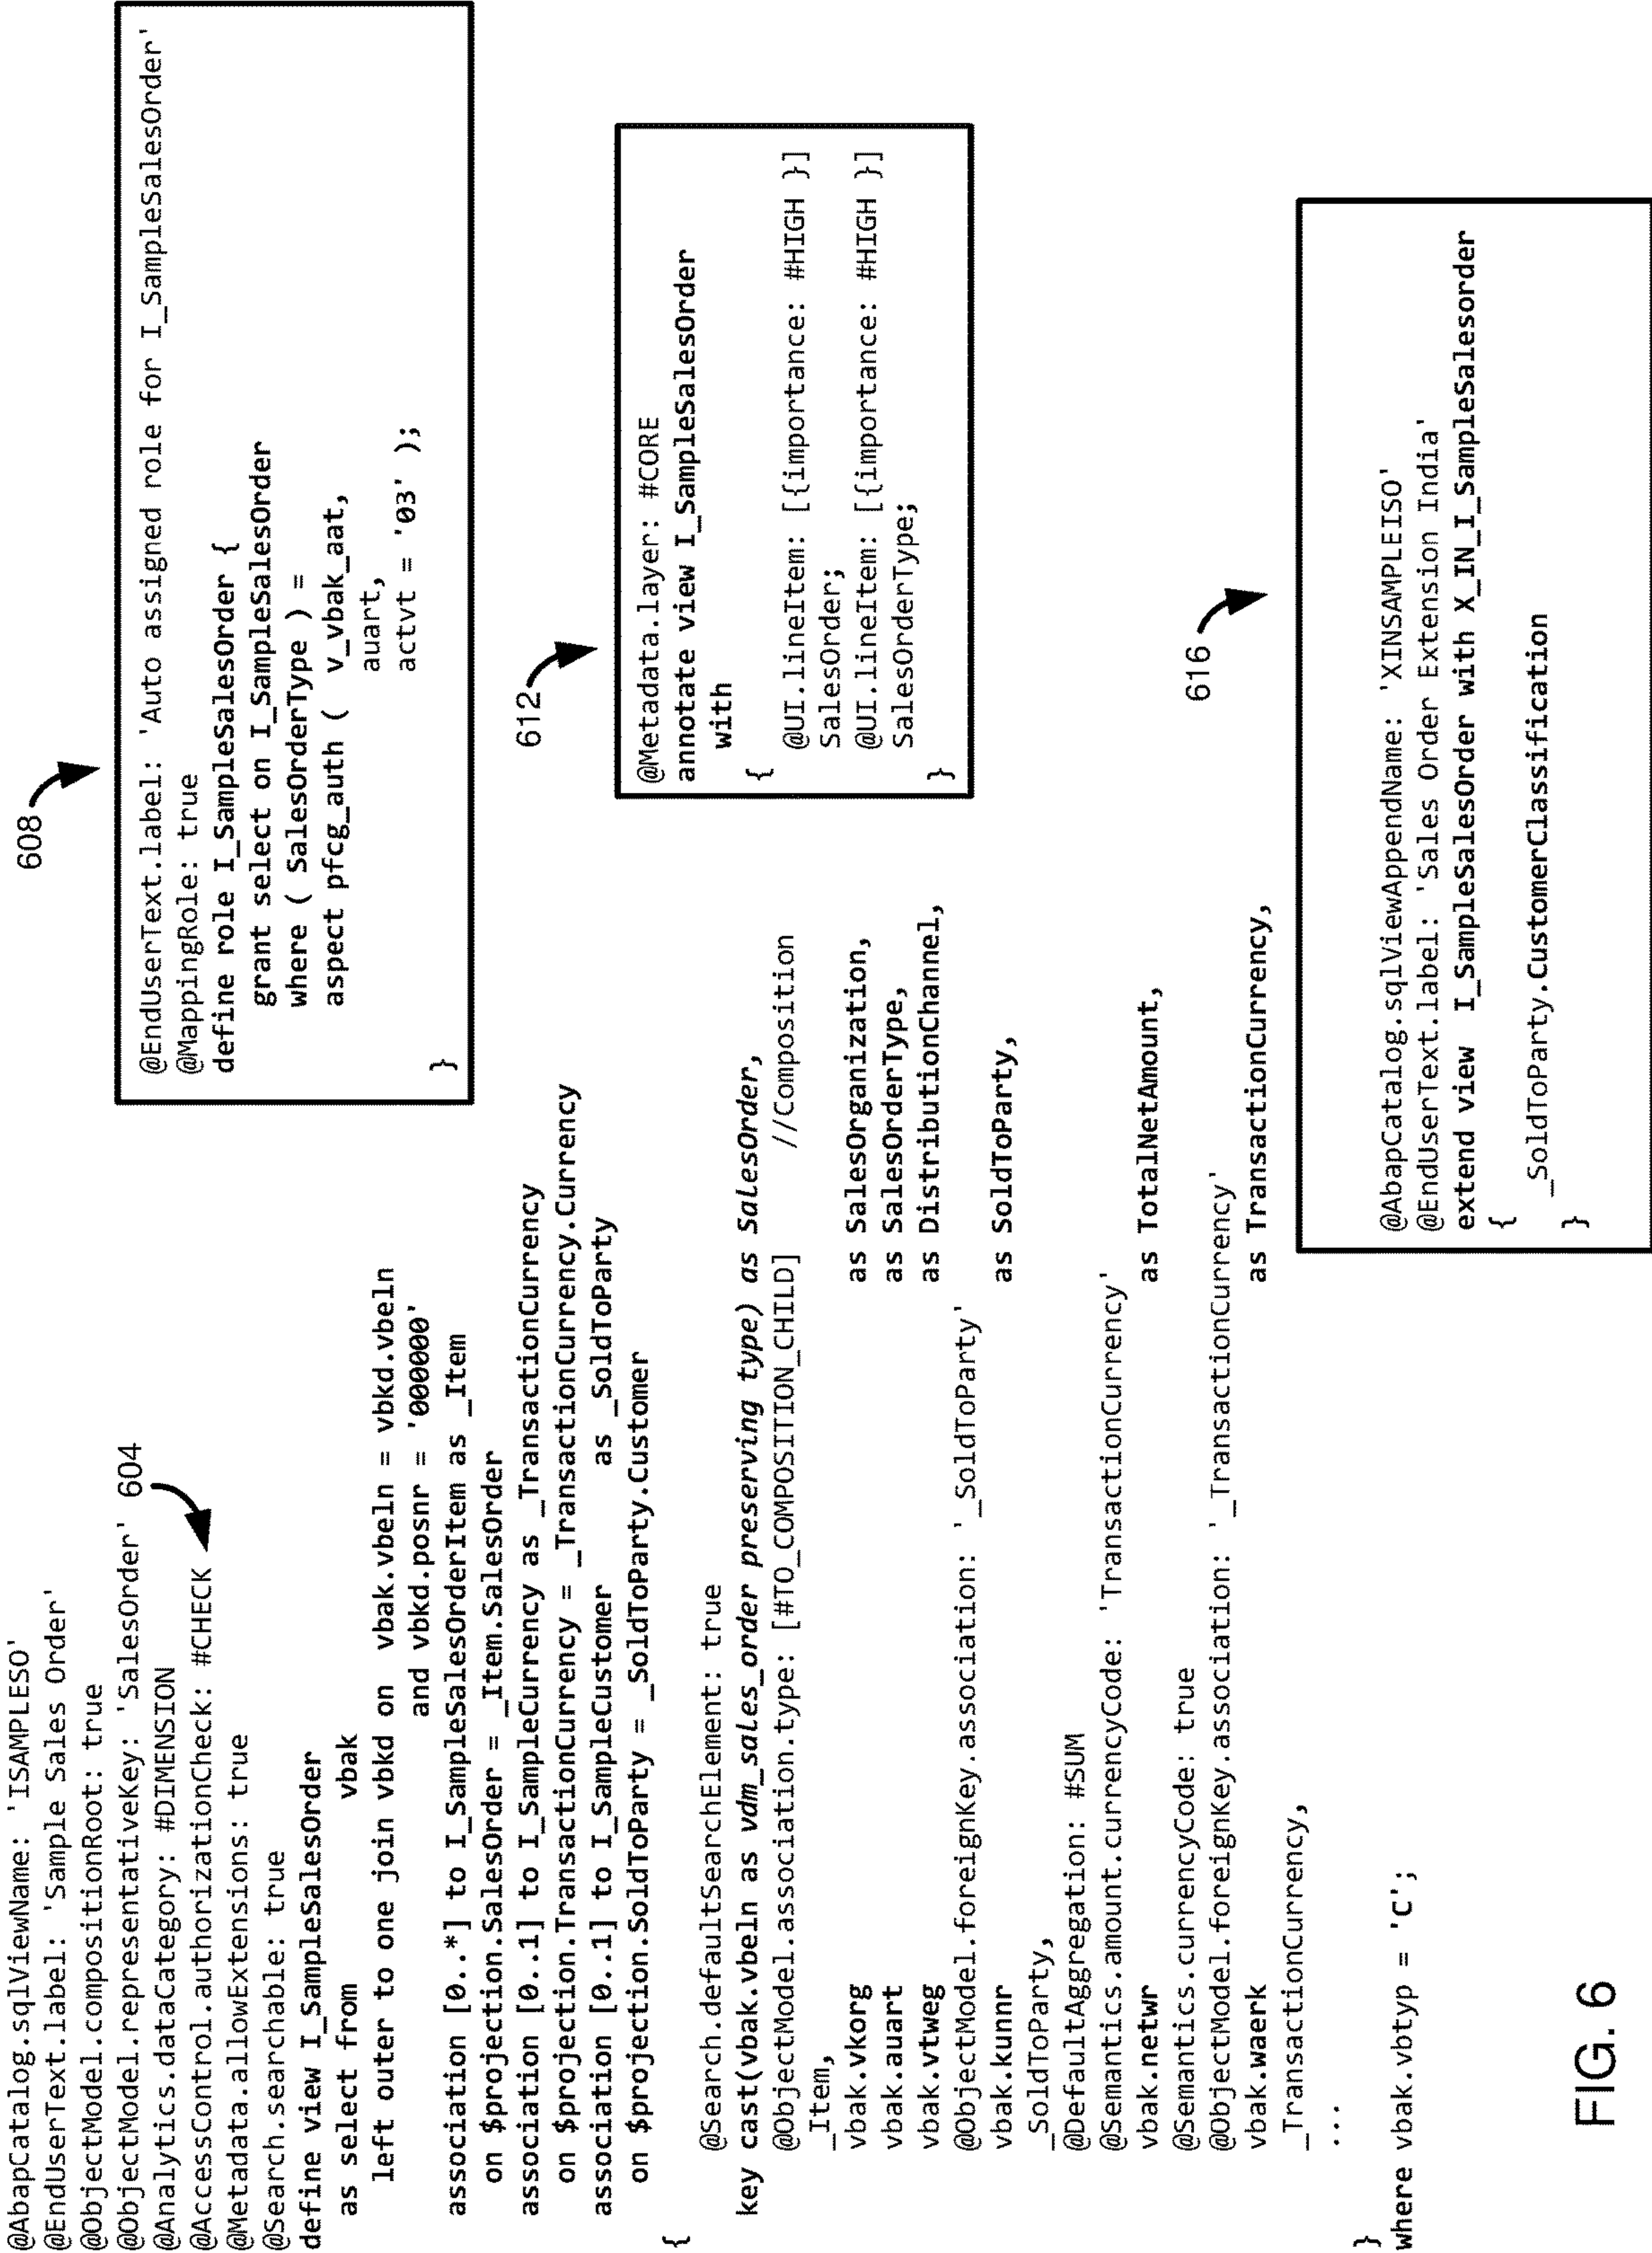 @AbapCatalog.sqlViewName: 'ISAMPLESO'
@EndUserText.label: 'Sample Sales Order'
@ObjectModel.compositionRoot: true
@ObjectModel.representativeKey: 'SalesOrder'
604
@Analytics.dataCategory: #DIMENSION
@AccessControl.authorizationCheck: #CHECK
@Metadata.allowExtensions: true
@Search.searchable: true
define view I_SampleSalesOrder
as select from vbak
left outer to one join vbkd on vbak.vbeln = vbkd.vbeln
and vbkd.posnr = '000000'
association [0..*] to I_SampleSalesOrderItem as _Item
on $projection.SalesOrder = _Item.SalesOrder
association [0..1] to I_SampleCurrency as _TransactionCurrency
on $projection.TransactionCurrency = _TransactionCurrency.Currency
association [0..1] to I_SampleCustomer as _SoldToParty
on $projection.SoldToParty = _SoldToParty.Customer
{
@Search.defaultSearchElement: true
key cast(vbak.vbeln as vdm_sales_order preserving type) as SalesOrder,
@ObjectModel.association.type: [#TO_COMPOSITION_CHILD] //Composition
_Item,
vbak.vkorg as SalesOrganization,
vbak.auart as SalesOrderType,
vbak.vtweg as DistributionChannel,
@ObjectModel.foreignKey.association: '_SoldToParty'
vbak.kunnr as SoldToParty,
_SoldToParty,
@DefaultAggregation: #SUM
@Semantics.amount.currencyCode: 'TransactionCurrency'
vbak.netwr as TotalNetAmount,
@Semantics.currencyCode: true
@ObjectModel.foreignKey.association: '_TransactionCurrency'
vbak.waerk as TransactionCurrency,
_TransactionCurrency,
...
}
where vbak.vbtyp = 'C';
608
@EndUserText.label: 'Auto assigned role for I_SampleSalesOrder'
@MappingRole: true
define role I_SampleSalesOrder {
grant select on I_SampleSalesOrder
where ( SalesOrderType ) =
aspect pfcg_auth ( v_vbak_aat,
auart,
actvt = '03' );
}
612
@Metadata.layer: #CORE
annotate view I_SampleSalesOrder
with
{
@UI.lineItem: [{importance: #HIGH }]
SalesOrder;
@UI.lineItem: [{importance: #HIGH }]
SalesOrderType;
}
616
@AbapCatalog.sqlViewAppendName: 'XINSAMPLEISO'
@EndUserText.label: 'Sales Order Extension India'
extend view I_SampleSalesOrder with X_IN_I_SampleSalesorder
{
_SoldToParty.CustomerClassification
}
FIG. 6